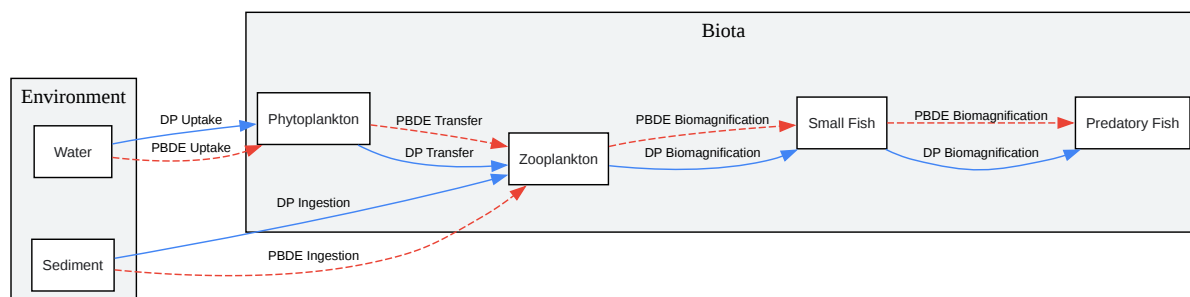 Biota
Environment
DP Uptake
Phytoplankton
PBDE Transfer
PBDE Biomagnification
Small Fish
PBDE Biomagnification
Predatory Fish
Water
PBDE Uptake
DP Transfer
Zooplankton
DP Biomagnification
DP Biomagnification
DP Ingestion
Sediment
PBDE Ingestion